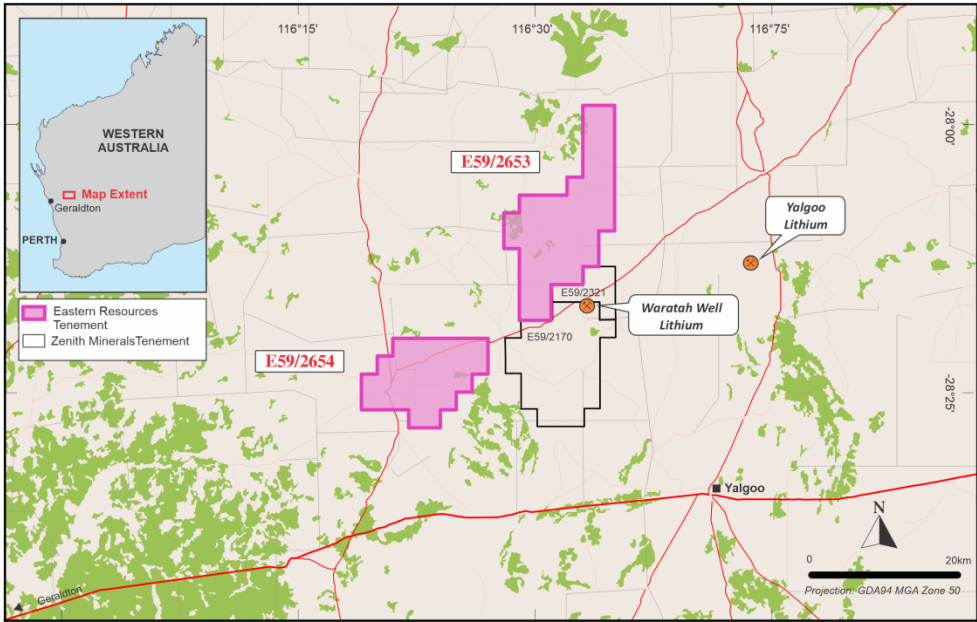 116°15'
116°30'
116°75'
-28°00'
WESTERN
AUSTRALIA
Map Extent
Geraldton
PERTH
E59/2653
Yalgoo
Lithium
E59/2321
Waratah Well
Lithium
Eastern Resources
Tenement
Zenith MineralsTenement
E59/2170
E59/2654
-28°25'
Yalgoo
N
0
20km
Projection: GDA94 MGA Zone 50
Geraldton